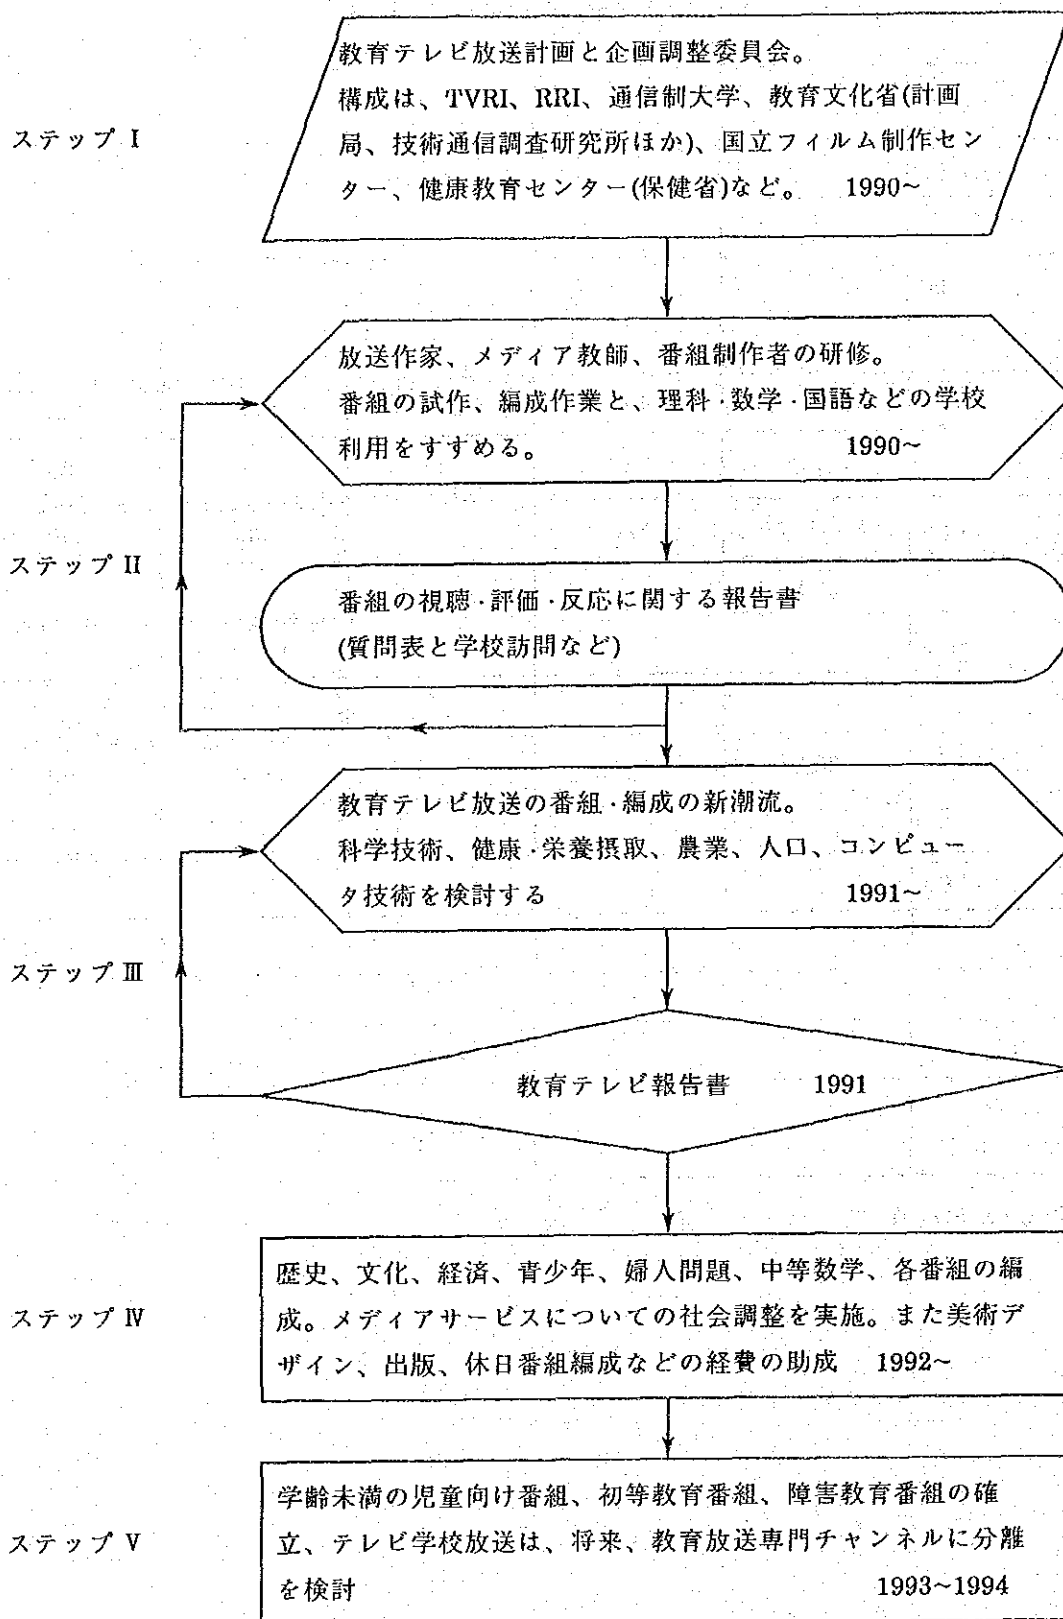 教育テレビ放送計画と企画調整委員会。
構成は、TVRI、RRI、通信制大学、教育文化省(計画
ステップ I
局、技術通信調査研究所ほか)、国立フィルム制作セン
ター、健康教育センター(保健省)など。 1990~
放送作家、メディア教師、番組制作者の研修。
番組の試作、編成作業と、理科·数学·国語などの学校
利用をすすめる。 1990~
ステップ II
番組の視聴·評価·反応に関する報告書
(質問表と学校訪問など)
教育テレビ放送の番組·編成の新潮流。
科学技術、健康·栄養摂取、農業、人口、コンピュー
タ技術を検討する 1991~
ステップ III
教育テレビ報告書 1991
歴史、文化、経済、青少年、婦人問題、中等数学、各番組の編
ステップ IV
成。メディアサービスについての社会調整を実施。また美術デ
ザイン、出版、休日番組編成などの経費の助成 1992~
学齢未満の児童向け番組、初等教育番組、障害教育番組の確
ステップ V
立、テレビ学校放送は、将来、教育放送専門チャンネルに分離
を検討 1993~1994